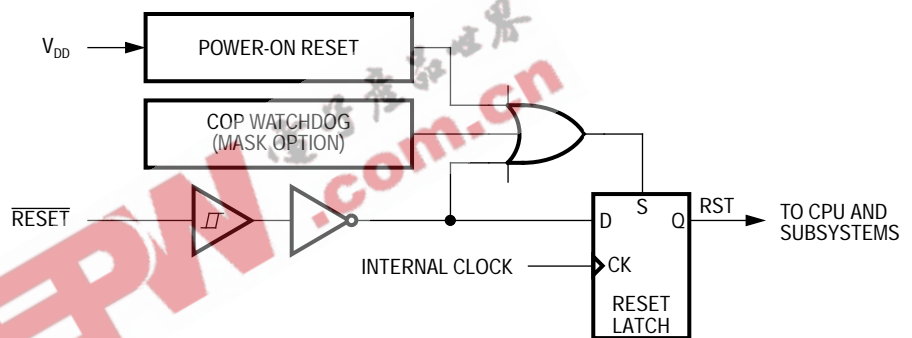 V_DD
POWER-ON RESET
COP WATCHDOG
(MASK OPTION)
RESET
D
S
Q
RST
TO CPU AND
SUBSYSTEMS
INTERNAL CLOCK
CK
RESET
LATCH
EPW.com.cn